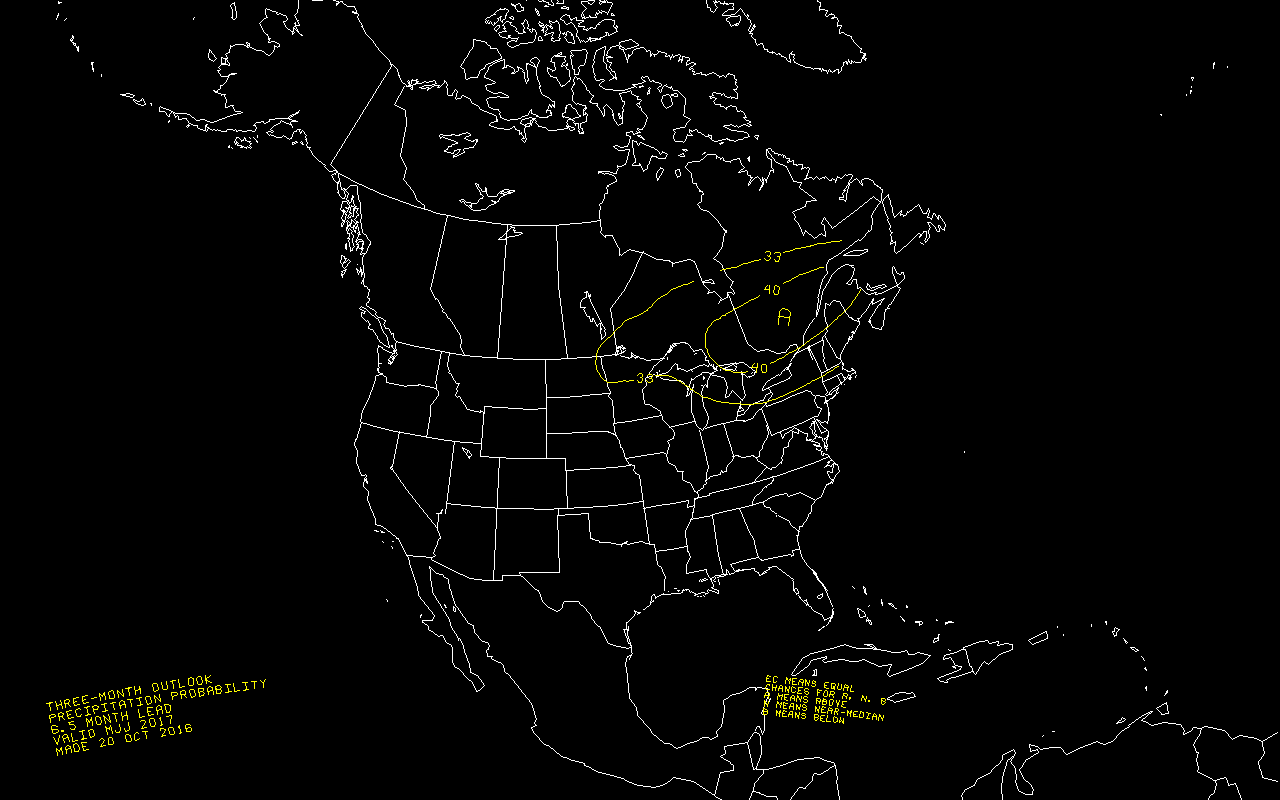 33
40
A
40
33
THREE-MONTH OUTLOOK
PRECIPITATION PROBABILITY
6.5 MONTH LEAD
VALID MJJ 2017
MADE 20 OCT 2016
EC MEANS EQUAL
CHANCES FOR A, N, B
A MEANS ABOVE
N MEANS NEAR-MEDIAN
B MEANS BELOW